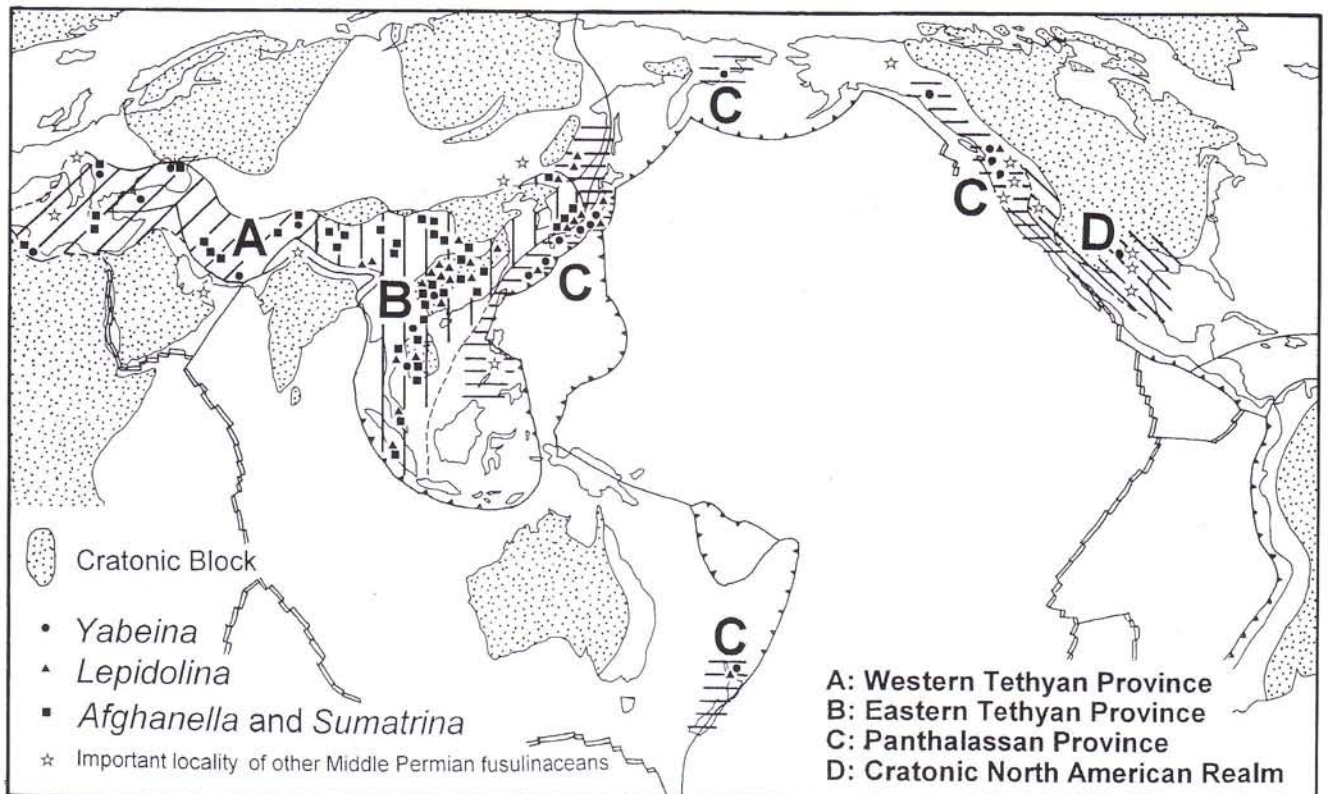 C
C
A
D
B
C
C
Cratonic Block
Yabeina
Lepidolina
Afghanella and Sumatrina
Important locality of other Middle Permian fusulinaceans
A: Western Tethyan Province
B: Eastern Tethyan Province
C: Panthalassan Province
D: Cratonic North American Realm